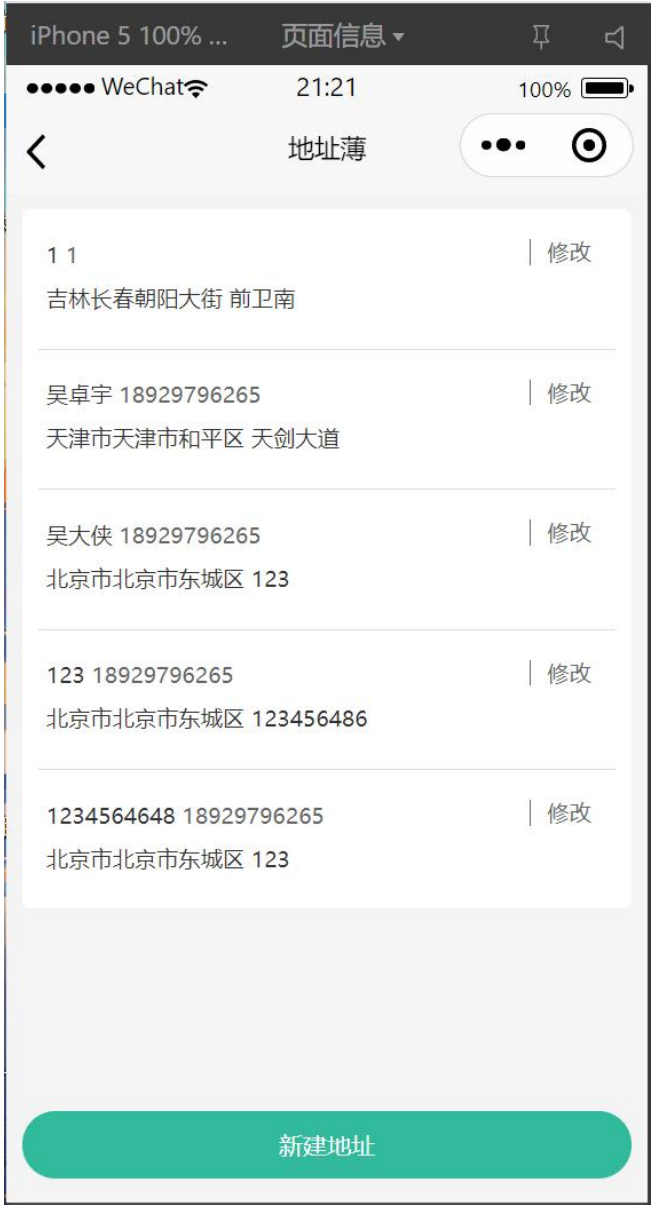 iPhone 5 100% ... 页面信息
WeChat 21:21 100%
地址薄
1 1 修改
吉林长春朝阳大街 前卫南
吴卓宇 18929796265 修改
天津市天津市和平区 天剑大道
吴大侠 18929796265 修改
北京市北京市东城区 123
123 18929796265 修改
北京市北京市东城区 123456486
1234564648 18929796265 修改
北京市北京市东城区 123
新建地址